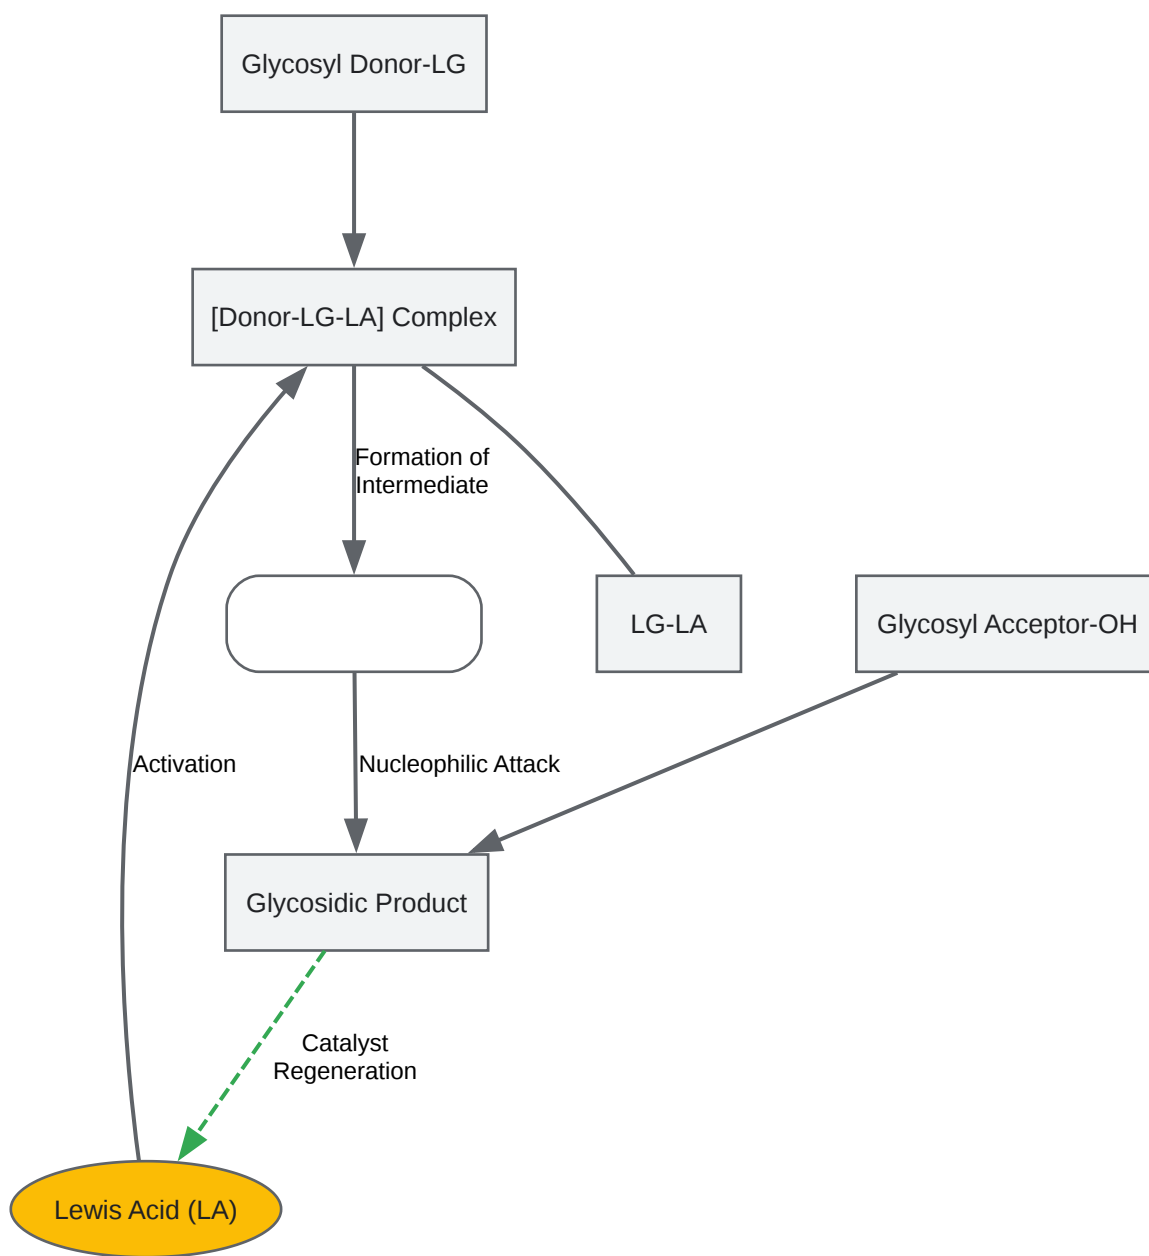 Glycosyl Donor-LG
[Donor-LG-LA] Complex
Formation of
Intermediate
LG-LA
Glycosyl Acceptor-OH
Activation
Nucleophilic Attack
Glycosidic Product
Catalyst
Regeneration
Lewis Acid (LA)